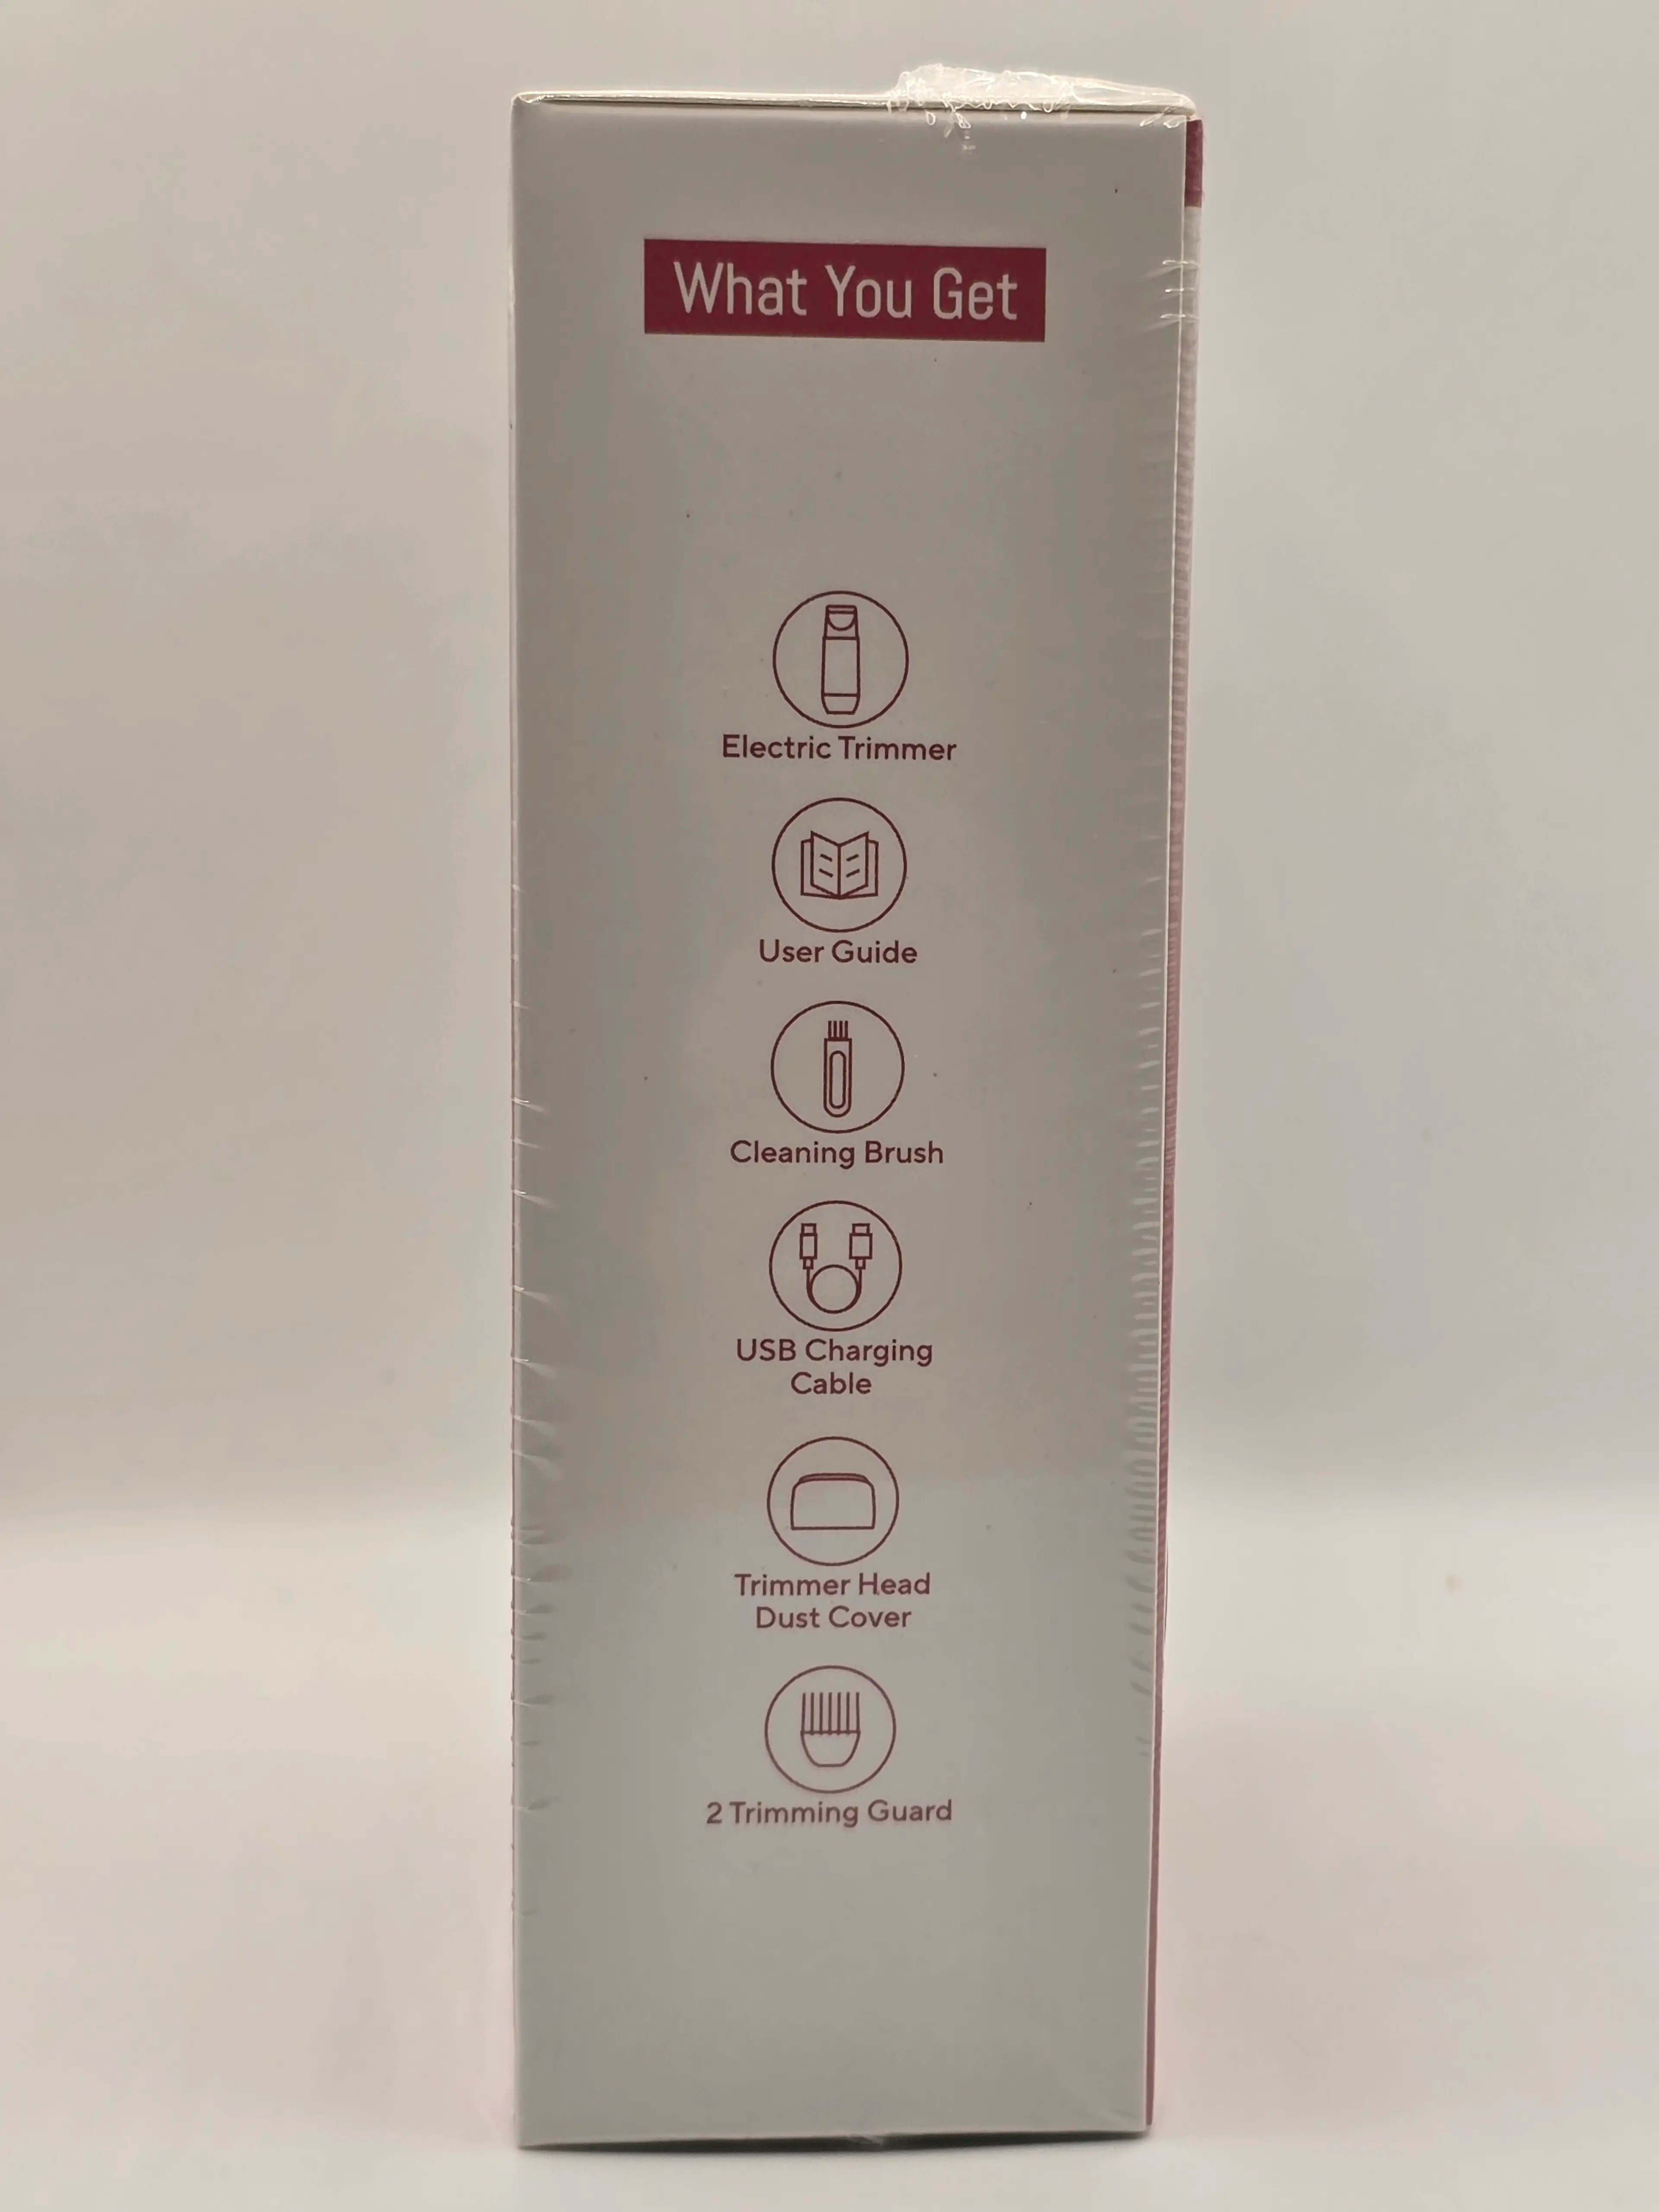 What You Get
Electric Trimmer
User Guide
Cleaning Brush
USB Charging
Cable
Trimmer Head
Dust Cover
2 Trimming Guard